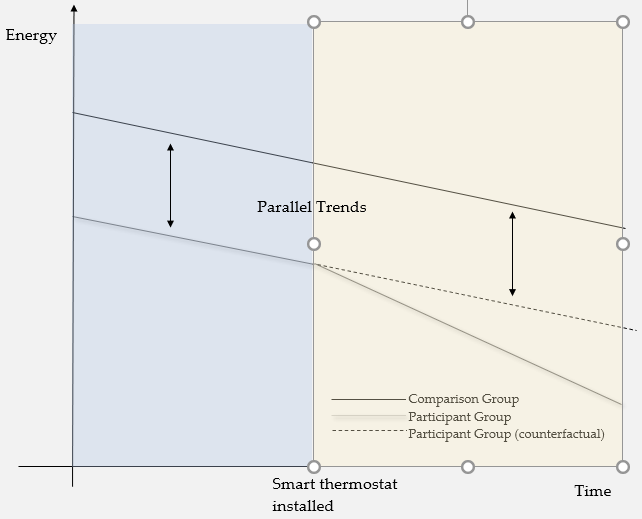 Energy
Parallel Trends
Comparison Group
Participant Group
Participant Group (counterfactual)
Smart thermostat
installed
Time